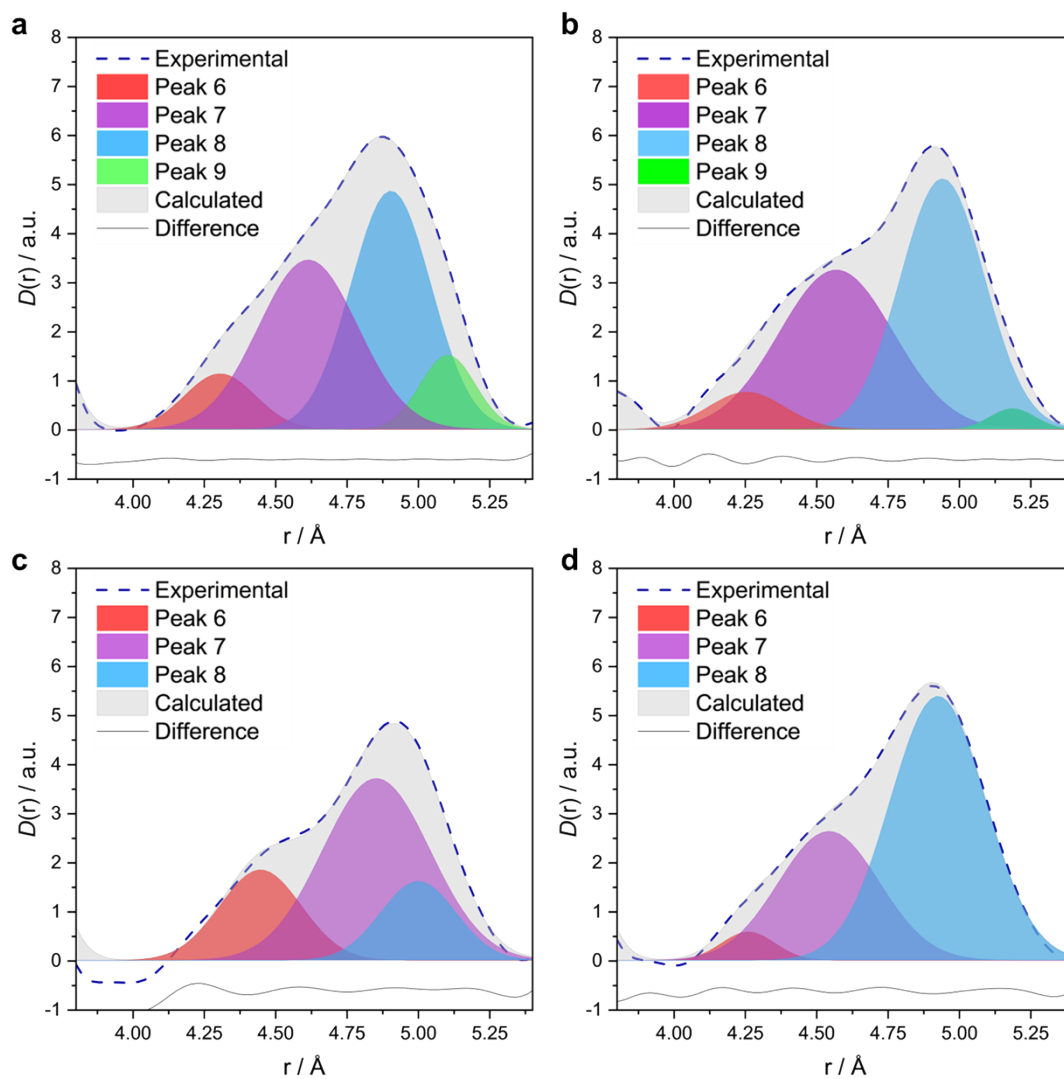 a
8
7
6
5
4
3
2
1
0
-1
D(r) / a.u.
Experimental
Peak 6
Peak 7
Peak 8
Peak 9
Calculated
Difference
4.00 4.25 4.50 4.75 5.00 5.25
r / Å
b
8
7
6
5
4
3
2
1
0
-1
D(r) / a.u.
Experimental
Peak 6
Peak 7
Peak 8
Peak 9
Calculated
Difference
4.00 4.25 4.50 4.75 5.00 5.25
r / Å
c
8
7
6
5
4
3
2
1
0
-1
D(r) / a.u.
Experimental
Peak 6
Peak 7
Peak 8
Calculated
Difference
4.00 4.25 4.50 4.75 5.00 5.25
r / Å
d
8
7
6
5
4
3
2
1
0
-1
D(r) / a.u.
Experimental
Peak 6
Peak 7
Peak 8
Calculated
Difference
4.00 4.25 4.50 4.75 5.00 5.25
r / Å